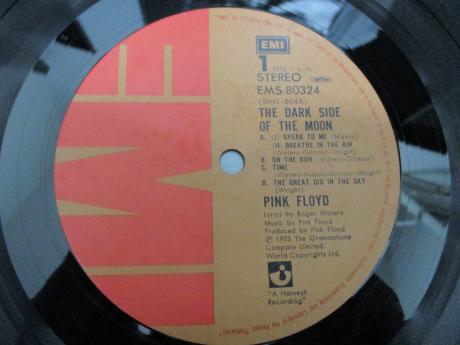 EMI
EMI
1
STEREO
EMS-80324
(SHVL-804A)
THE DARK SIDE
OF THE MOON
A. (I) SPEAK TO ME (Mason)
(II) BREATHE IN THE AIR
(Waters-Gilmour-Wright)
B. ON THE RUN (Waters-Gilmour)
C. TIME
(Waters-Mason-Gilmour-Wright)
D. THE GREAT GIG IN THE SKY
(Wright)
PINK FLOYD
Lyrics by Roger Waters
Music by Pink Floyd
Produced by Pink Floyd
Ⓟ 1973 The Gramophone
Company Limited.
World Copyrights Ltd.
"A Harvest
Recording"